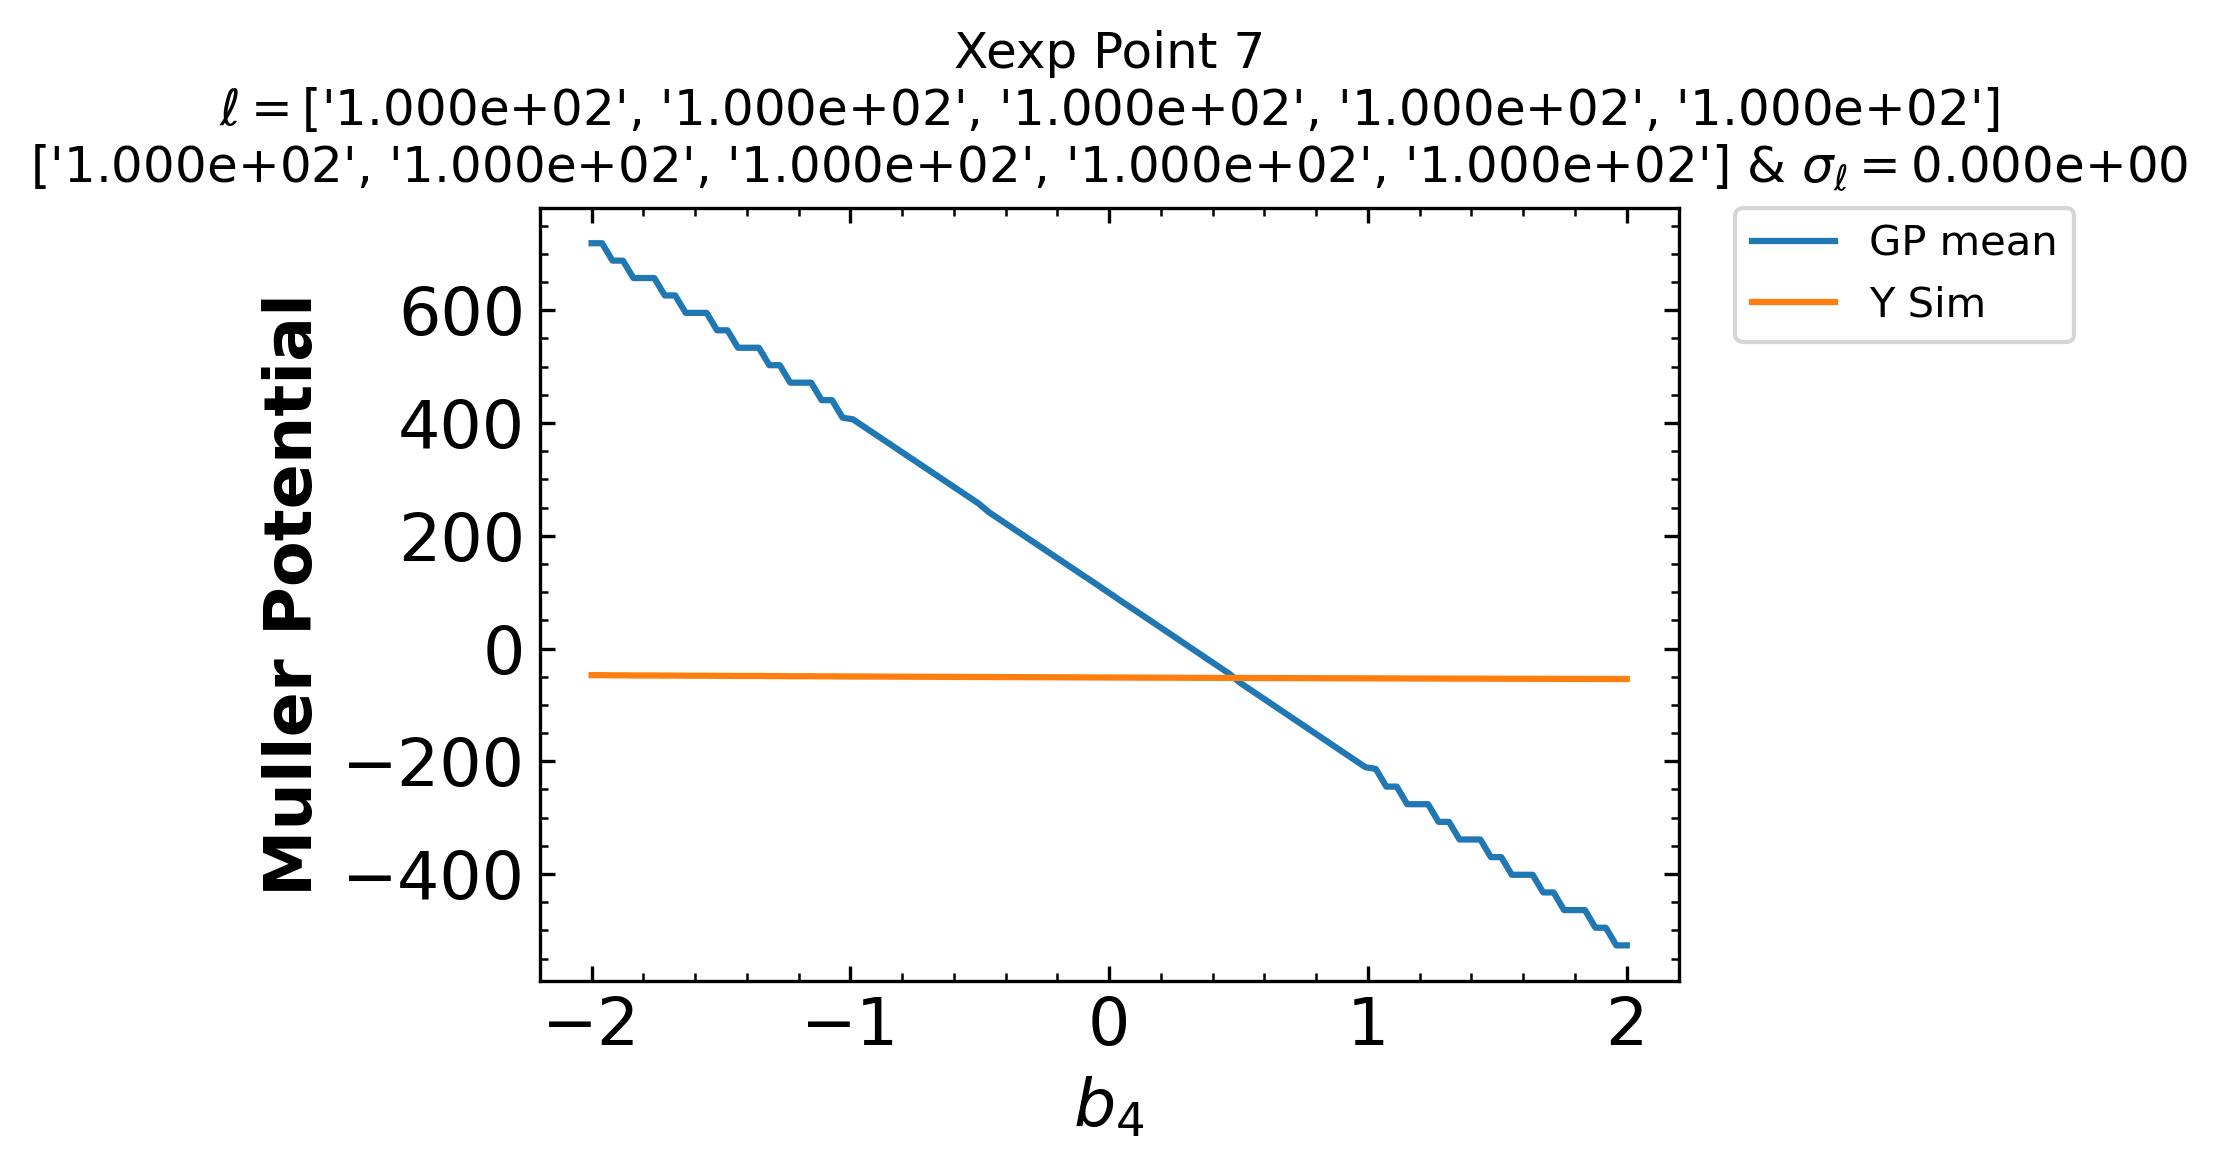 Xexp Point 7
ℓ = ['1.000e+02', '1.000e+02', '1.000e+02', '1.000e+02', '1.000e+02']
['1.000e+02', '1.000e+02', '1.000e+02', '1.000e+02', '1.000e+02'] & σ_ℓ = 0.000e+00
GP mean
Y Sim
Muller Potential
600
400
200
0
−200
−400
−2
−1
0
1
2
b₄